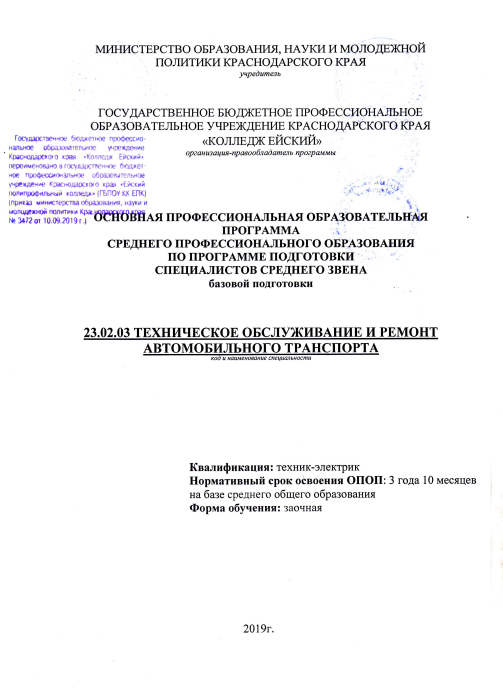 МИНИСТЕРСТВО ОБРАЗОВАНИЯ, НАУКИ И МОЛОДЕЖНОЙ
ПОЛИТИКИ КРАСНОДАРСКОГО КРАЯ
учредитель
ГОСУДАРСТВЕННОЕ БЮДЖЕТНОЕ ПРОФЕССИОНАЛЬНОЕ
ОБРАЗОВАТЕЛЬНОЕ УЧРЕЖДЕНИЕ КРАСНОДАРСКОГО КРАЯ
«КОЛЛЕДЖ ЕЙСКИЙ»
организация-правообладатель программы
Государственное бюджетное профессио-
нальное образовательное учреждение
Краснодарского края «Колледж Ейский»
переименовано в государственное бюджет-
ное профессиональное образовательное
учреждение Краснодарского края «Ейский
полипрофильный колледж» (ГБПОУ КК ЕПК)
(приказ министерства образования, науки и
молодежной политики Краснодарского края
№ 3472 от 10.09.2019 г.)
ОСНОВНАЯ ПРОФЕССИОНАЛЬНАЯ ОБРАЗОВАТЕЛЬНАЯ
ПРОГРАММА
СРЕДНЕГО ПРОФЕССИОНАЛЬНОГО ОБРАЗОВАНИЯ
ПО ПРОГРАММЕ ПОДГОТОВКИ
СПЕЦИАЛИСТОВ СРЕДНЕГО ЗВЕНА
базовой подготовки
23.02.03 ТЕХНИЧЕСКОЕ ОБСЛУЖИВАНИЕ И РЕМОНТ
АВТОМОБИЛЬНОГО ТРАНСПОРТА
код и наименование специальности
Квалификация: техник-электрик
Нормативный срок освоения ОПОП: 3 года 10 месяцев
на базе среднего общего образования
Форма обучения: заочная
2019г.